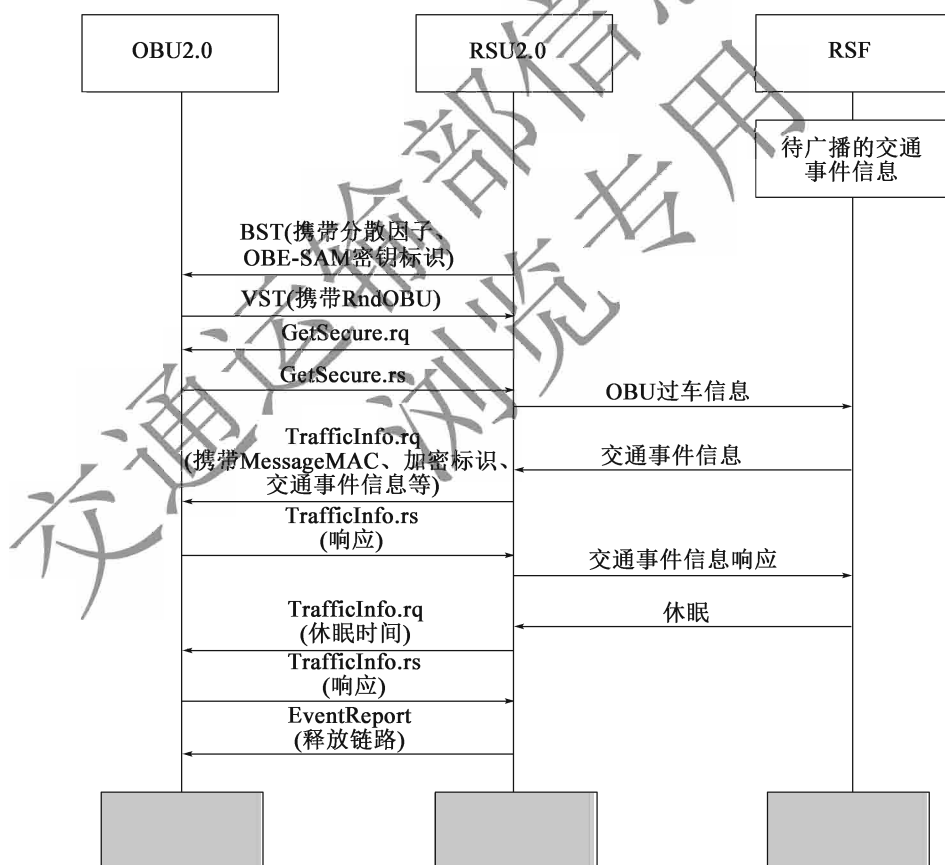 OBU2.0
RSU2.0
RSF
待广播的交通
事件信息
BST(携带分散因子、
OBE-SAM密钥标识)
VST(携带RndOBU)
GetSecure.rq
GetSecure.rs
OBU过车信息
TrafficInfo.rq
(携带MessageMAC、加密标识、
交通事件信息等)
交通事件信息
TrafficInfo.rs
(响应)
交通事件信息响应
TrafficInfo.rq
(休眠时间)
休眠
TrafficInfo.rs
(响应)
EventReport
(释放链路)
交通运输部信息
浏览专用